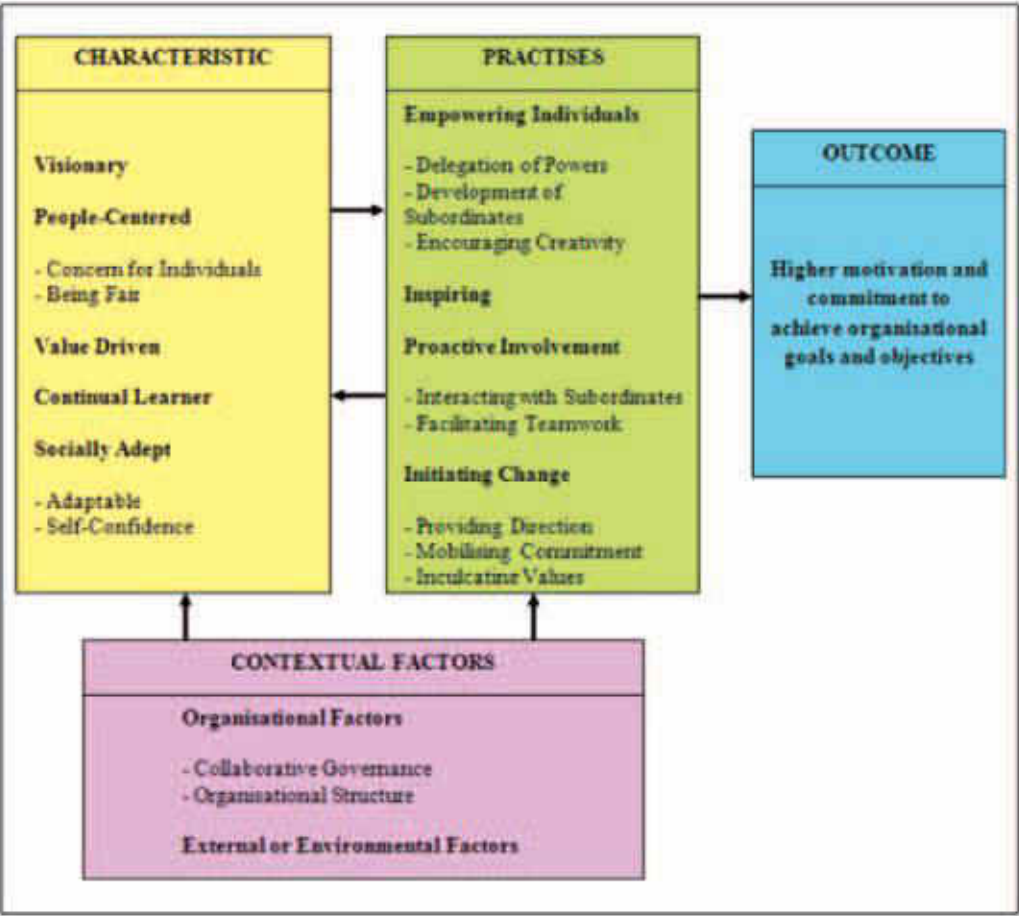 CHARACTERISTIC
Visionary
People-Centered
- Concern for Individuals
- Being Fair
Value Driven
Continual Learner
Socially Adept
- Adaptable
- Self-Confidence
PRACTISES
Empowering Individuals
- Delegation of Powers
- Development of
Subordinates
- Encouraging Creativity
Inspiring
Proactive Involvement
- Interacting with Subordinates
- Facilitating Teamwork
Initiating Change
- Providing Direction
- Mobilising Commitment
- Inculcating Values
OUTCOME
Higher motivation and
commitment to
achieve organisational
goals and objectives
CONTEXTUAL FACTORS
Organisational Factors
- Collaborative Governance
- Organisational Structure
External or Environmental Factors